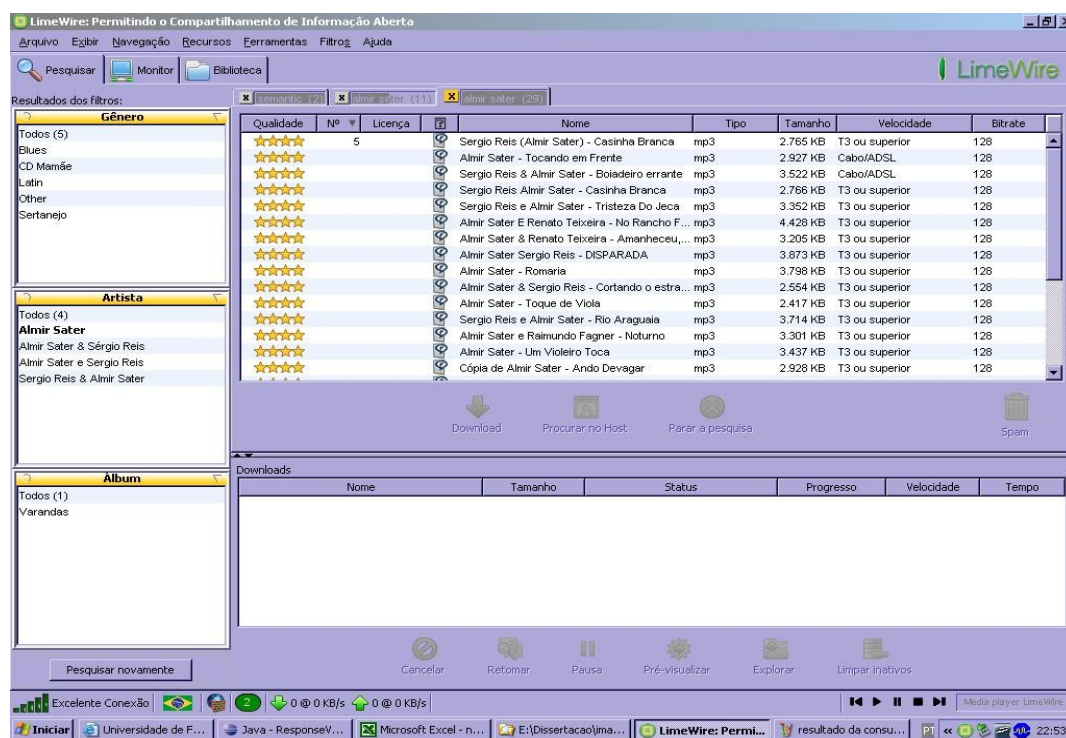 LimeWire: Permitindo o Compartilhamento de Informação Aberta
Arquivo Exibir Navegação Recursos Ferramentas Filtros Ajuda
Pesquisar Monitor Biblioteca LimeWire
Resultados dos filtros:
semantic (2) almir sater (11) almir sater (29)
Gênero
Todos (5)
Blues
CD Mamãe
Latin
Other
Sertanejo
Artista
Todos (4)
Almir Sater
Almir Sater & Sérgio Reis
Almir Sater e Sergio Reis
Sergio Reis & Almir Sater
Álbum
Todos (1)
Varandas
Pesquisar novamente
Qualidade Nº Licença ? Nome Tipo Tamanho Velocidade Bitrate
5 Sergio Reis (Almir Sater) - Casinha Branca mp3 2.765 KB T3 ou superior 128
Almir Sater - Tocando em Frente mp3 2.927 KB Cabo/ADSL 128
Sergio Reis & Almir Sater - Boiadeiro errante mp3 3.522 KB Cabo/ADSL 128
Sergio Reis Almir Sater - Casinha Branca mp3 2.766 KB T3 ou superior 128
Sergio Reis e Almir Sater - Tristeza Do Jeca mp3 3.352 KB T3 ou superior 128
Almir Sater E Renato Teixeira - No Rancho F... mp3 4.428 KB T3 ou superior 128
Almir Sater & Renato Teixeira - Amanheceu,... mp3 3.205 KB T3 ou superior 128
Almir Sater Sergio Reis - DISPARADA mp3 3.873 KB T3 ou superior 128
Almir Sater - Romaria mp3 3.798 KB T3 ou superior 128
Almir Sater & Sergio Reis - Cortando o estra... mp3 2.554 KB T3 ou superior 128
Almir Sater - Toque de Viola mp3 2.417 KB T3 ou superior 128
Sergio Reis e Almir Sater - Rio Araguaia mp3 3.714 KB T3 ou superior 128
Almir Sater e Raimundo Fagner - Noturno mp3 3.301 KB T3 ou superior 128
Almir Sater - Um Violeiro Toca mp3 3.437 KB T3 ou superior 128
Cópia de Almir Sater - Ando Devagar mp3 2.928 KB T3 ou superior 128
Download Procurar no Host Parar a pesquisa Spam
Downloads
Nome Tamanho Status Progresso Velocidade Tempo
Cancelar Retomar Pausa Pré-visualizar Explorar Limpar inativos
Excelente Conexão 2 0 @ 0 KB/s 0 @ 0 KB/s Media player LimeWire
Iniciar Universidade de F... Java - ResponseV... Microsoft Excel - n... E:\Dissertacao\ima... LimeWire: Permi... resultado da consu... PT « 22:53